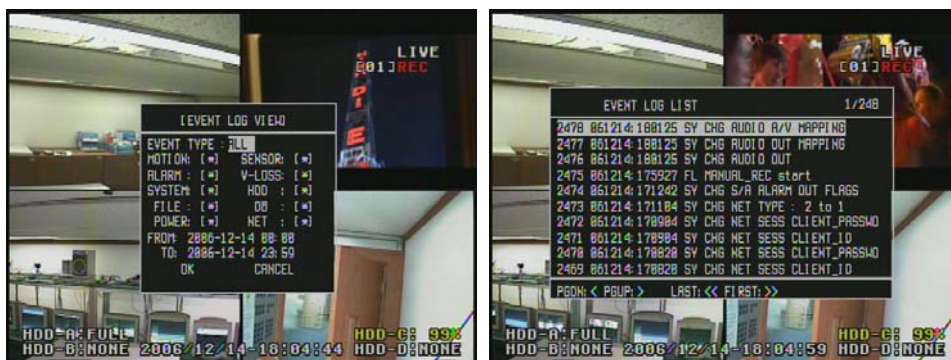 LIVE
[01]REC
[EVENT LOG VIEW]
EVENT TYPE : ALL
MOTION: [*] SENSOR: [*]
ALARM : [*] V-LOSS: [*]
SYSTEM: [*] HDD : [*]
FILE : [*] DB : [*]
POWER: [*] NET : [*]
FROM: 2006-12-14 00:00
TO: 2006-12-14 23:59
OK CANCEL
HDD-A:FULL HDD-C: 99%
HDD-B:NONE 2006/12/14-18:04:44 HDD-D:NONE
LIVE
[01]REC
EVENT LOG LIST 1/248
2478 061214:180125 SY CHG AUDIO A/V MAPPING
2477 061214:180125 SY CHG AUDIO OUT MAPPING
2476 061214:180125 SY CHG AUDIO OUT
2475 061214:175927 FL MANUAL_REC start
2474 061214:171242 SY CHG S/A ALARM OUT FLAGS
2473 061214:171104 SY CHG NET TYPE : 2 to 1
2472 061214:170904 SY CHG NET SESS CLIENT_PASSWD
2471 061214:170904 SY CHG NET SESS CLIENT_ID
2470 061214:170820 SY CHG NET SESS CLIENT_PASSWD
2469 061214:170820 SY CHG NET SESS CLIENT_ID
PGDN: < PGUP: > LAST: << FIRST: >>
HDD-A:FULL HDD-C: 99%
HDD-B:NONE 2006/12/14-18:04:59 HDD-D:NONE